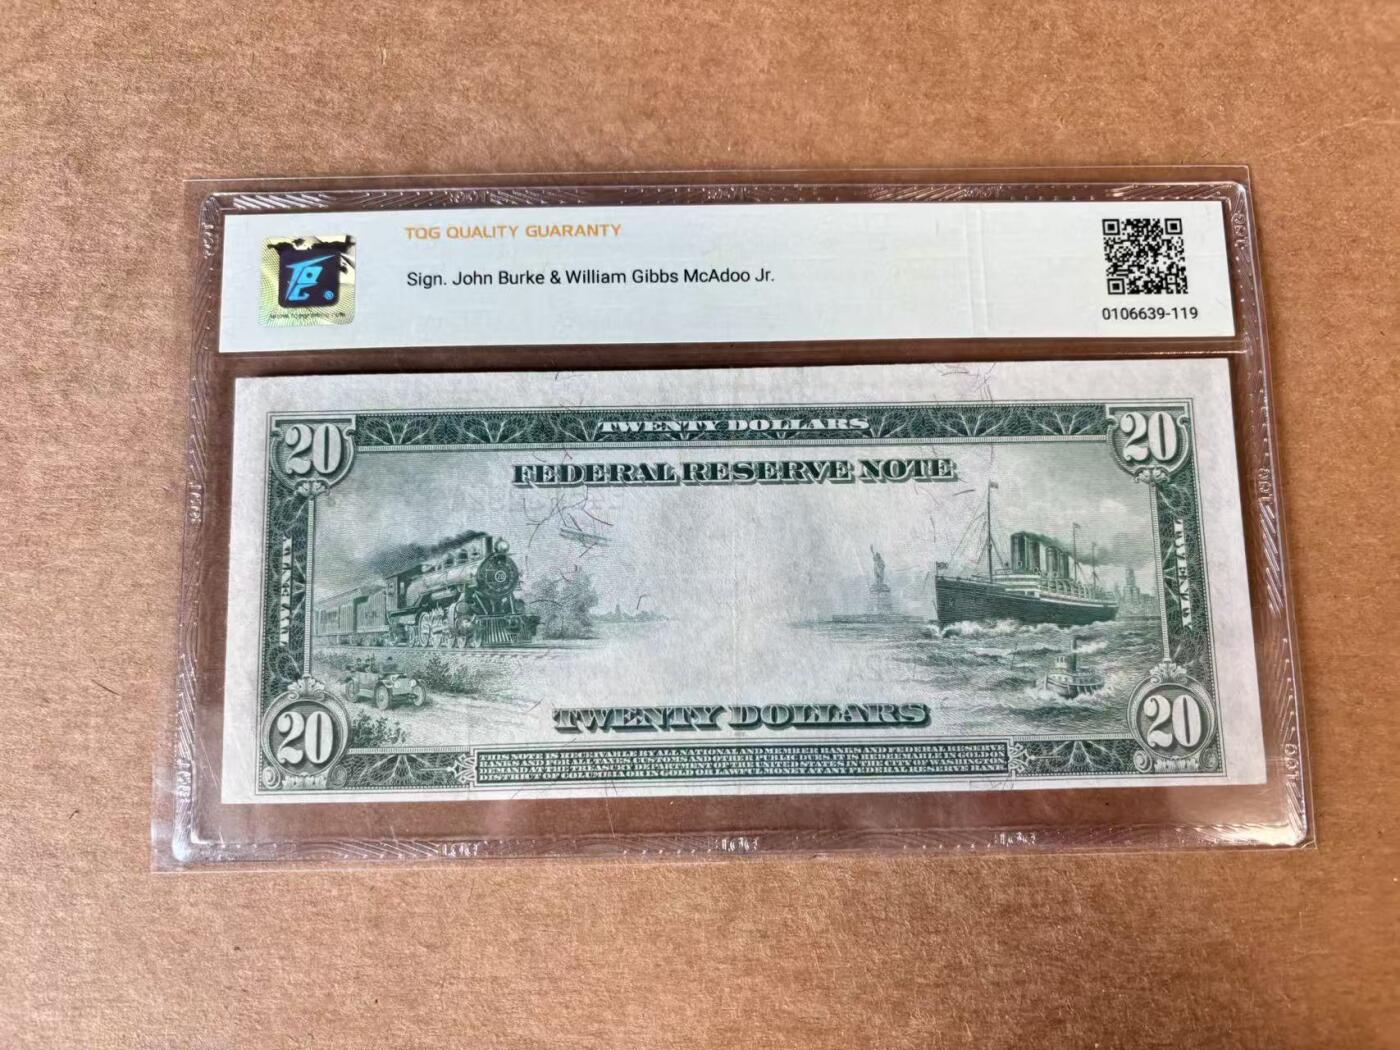 TQG QUALITY GUARANTY
Sign. John Burke & William Gibbs McAdoo Jr.
0106639-119
20
TWENTY DOLLARS
20
FEDERAL RESERVE NOTE
TWENTY
TWENTY
TWENTY DOLLARS
20
20
THIS NOTE IS RECEIVABLE BY ALL NATIONAL AND MEMBER BANKS AND FEDERAL RESERVE
BANKS AND FOR ALL TAXES, CUSTOMS AND OTHER PUBLIC DUES. IT IS REDEEMABLE IN GOLD ON
DEMAND AT THE TREASURY DEPARTMENT OF THE UNITED STATES IN THE CITY OF WASHINGTON,
DISTRICT OF COLUMBIA OR IN GOLD OR LAWFUL MONEY AT ANY FEDERAL RESERVE BANK.